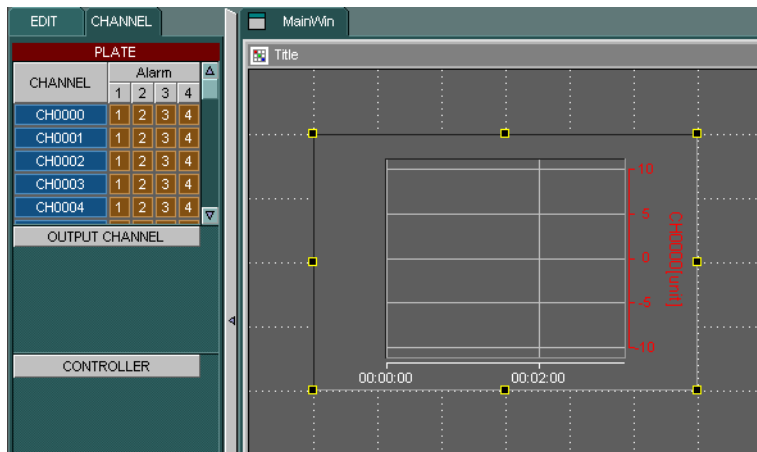 EDIT CHANNEL
PLATE
CHANNEL Alarm
1 2 3 4
CH0000 1 2 3 4
CH0001 1 2 3 4
CH0002 1 2 3 4
CH0003 1 2 3 4
CH0004 1 2 3 4
OUTPUT CHANNEL
CONTROLLER
MainWin
Title
10
5
0
-5
-10
CH0000[unit]
00:00:00 00:02:00